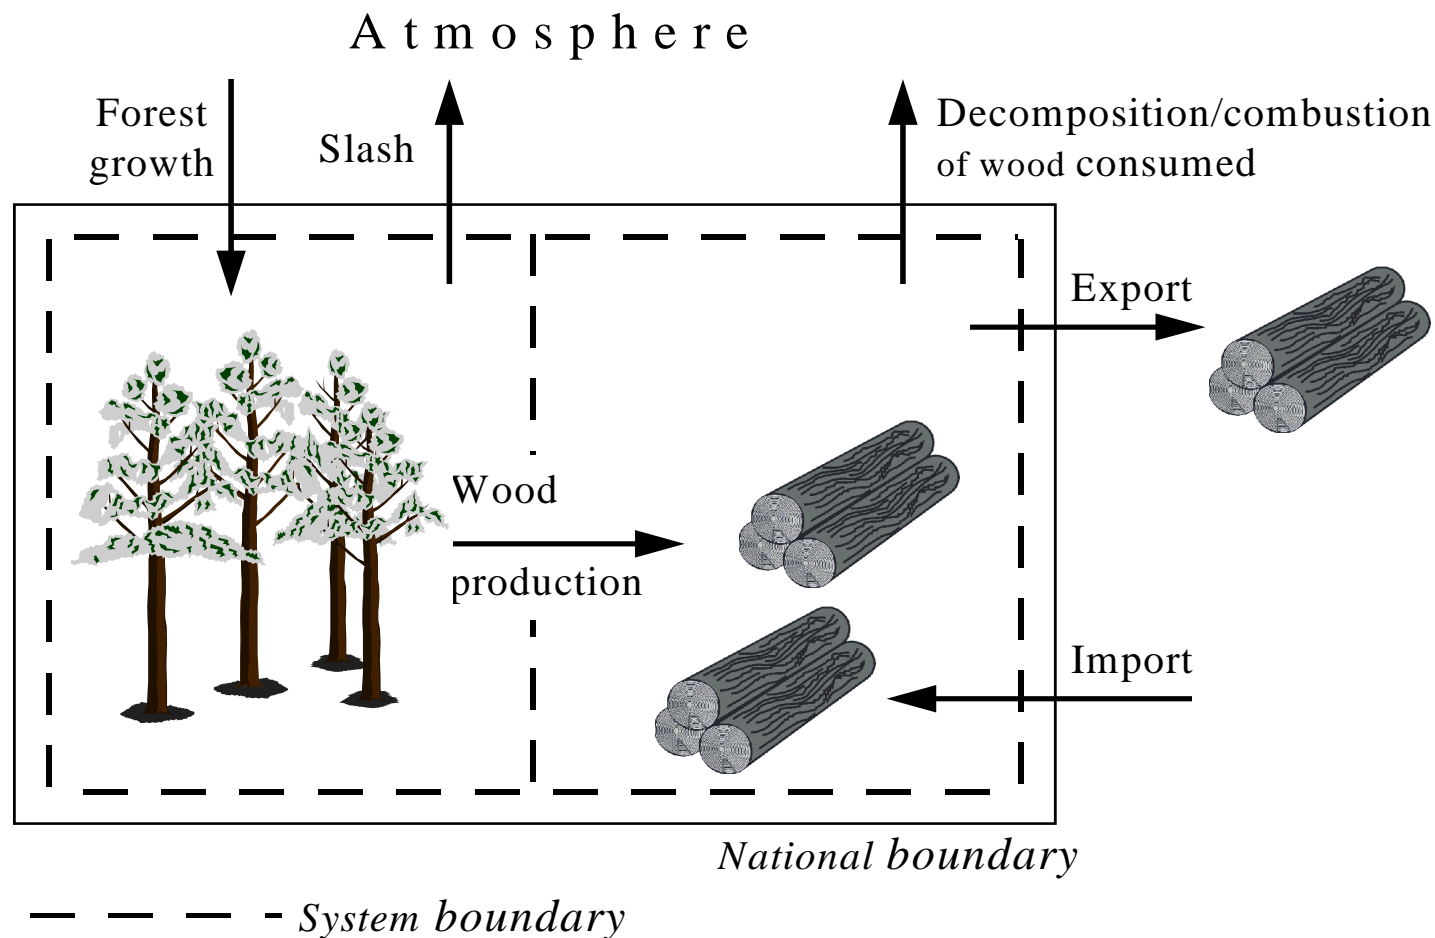 Atmosphere
Forest
growth
Slash
Decomposition/combustion
of wood consumed
Export
Wood
production
Import
National boundary
System boundary